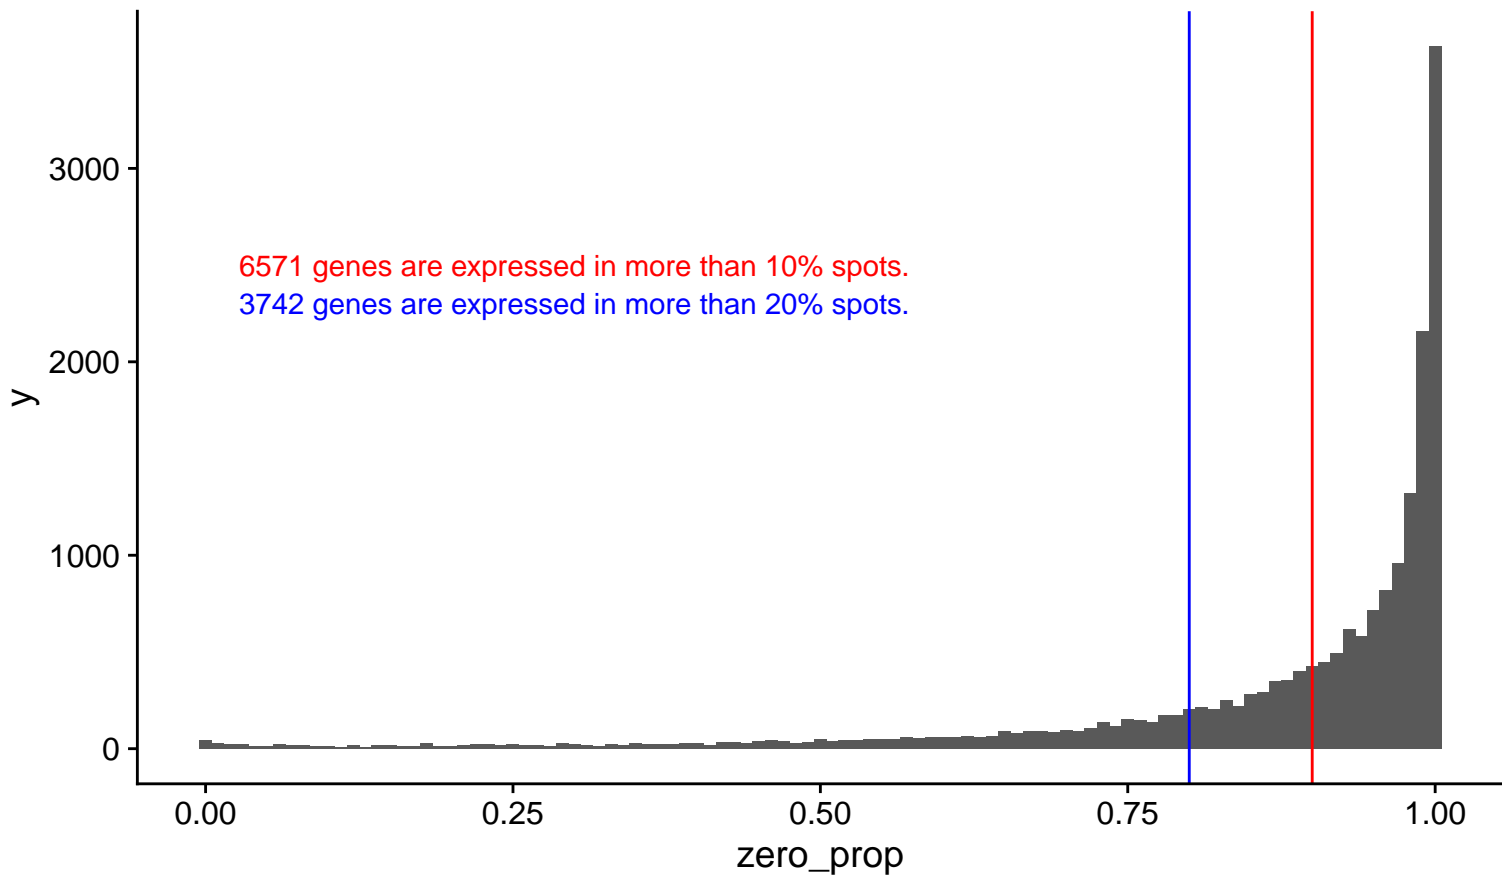 3000
2000
1000
0
y
6571 genes are expressed in more than 10% spots.
3742 genes are expressed in more than 20% spots.
0.00
0.25
0.50
0.75
1.00
zero_prop